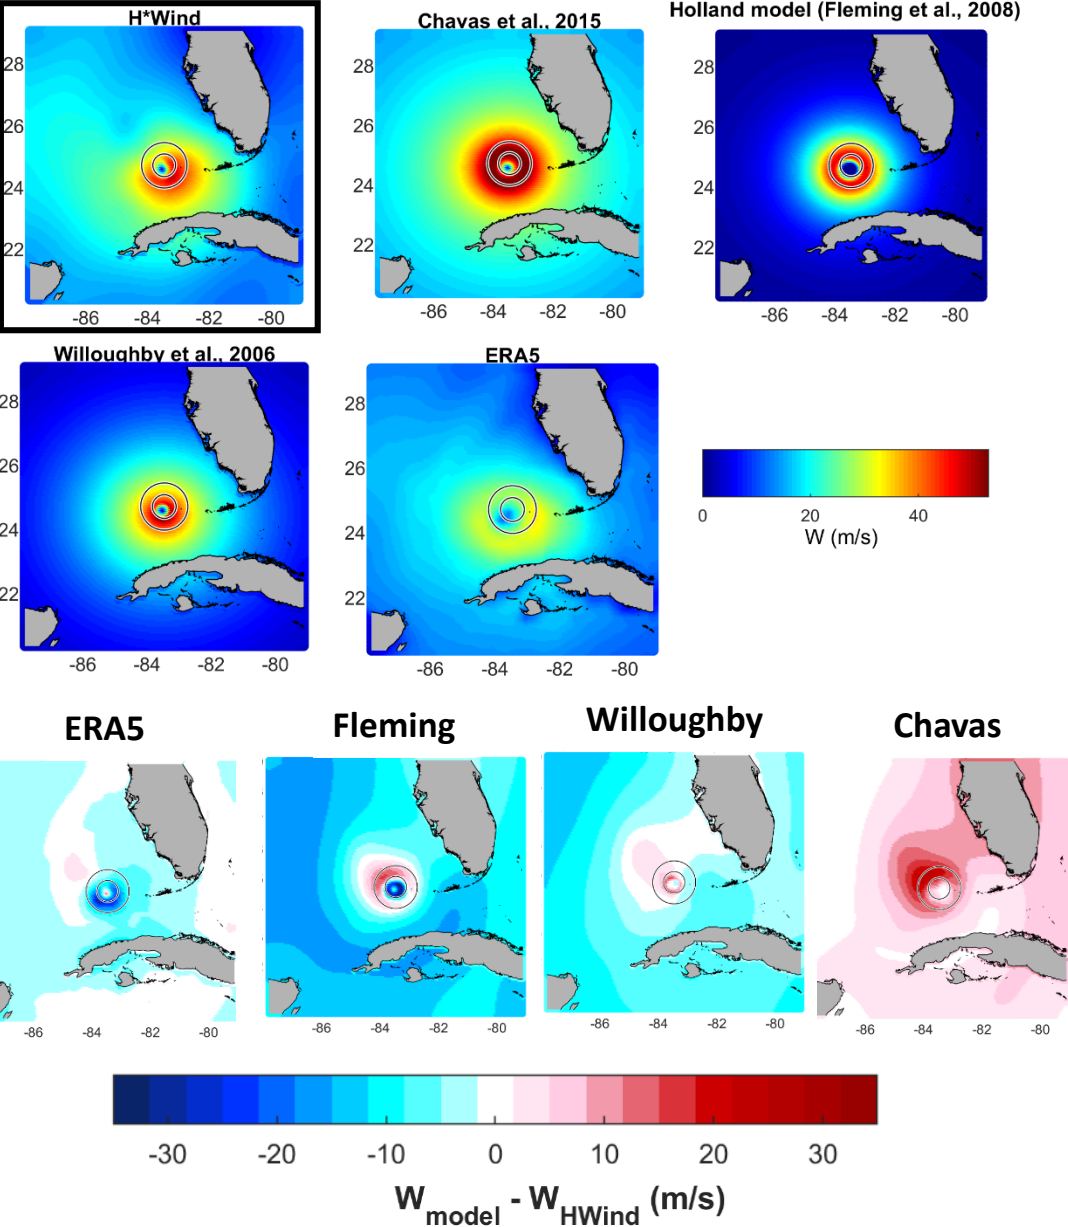 H*Wind
Chavas et al., 2015
Holland model (Fleming et al., 2008)
28
26
24
22
-86 -84 -82 -80
28
26
24
22
-86 -84 -82 -80
28
26
24
22
-86 -84 -82 -80
Willoughby et al., 2006
ERA5
28
26
24
22
-86 -84 -82 -80
28
26
24
22
-86 -84 -82 -80
0 20 40
W (m/s)
ERA5
Fleming
Willoughby
Chavas
-86 -84 -82 -80
-86 -84 -82 -80
-86 -84 -82 -80
-86 -84 -82 -80
-30 -20 -10 0 10 20 30
Wmodel - WHWind (m/s)